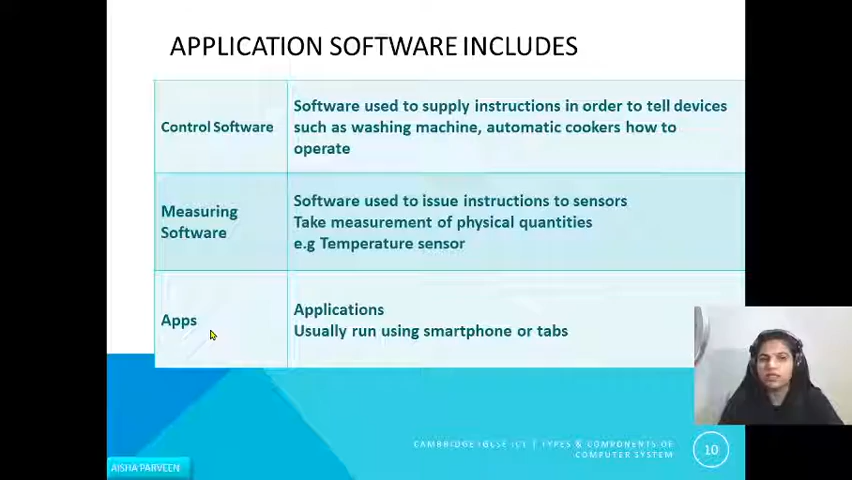 APPLICATION SOFTWARE INCLUDES
Control Software
Software used to supply instructions in order to tell devices
such as washing machine, automatic cookers how to
operate
Measuring
Software
Software used to issue instructions to sensors
Take measurement of physical quantities
e.g Temperature sensor
Apps
Applications
Usually run using smartphone or tabs
CAMBRIDGE IGCSE ICT | TYPES & COMPONENTS OF
COMPUTER SYSTEM
10
AISHA PARVEEN